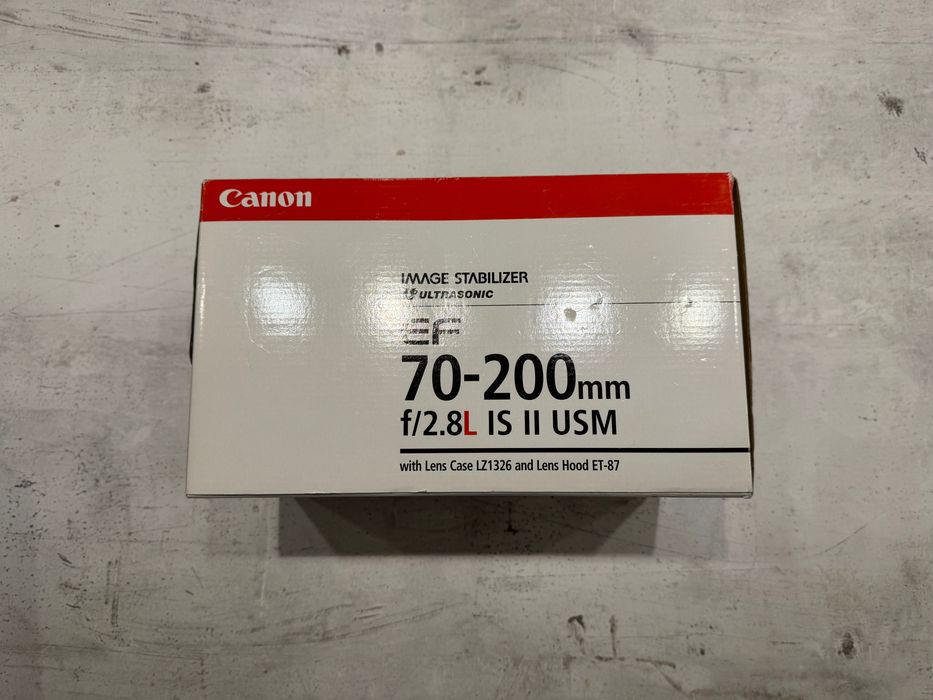 Canon
IMAGE STABILIZER
ULTRASONIC
EF
70-200mm
f/2.8L IS II USM
with Lens Case LZ1326 and Lens Hood ET-87